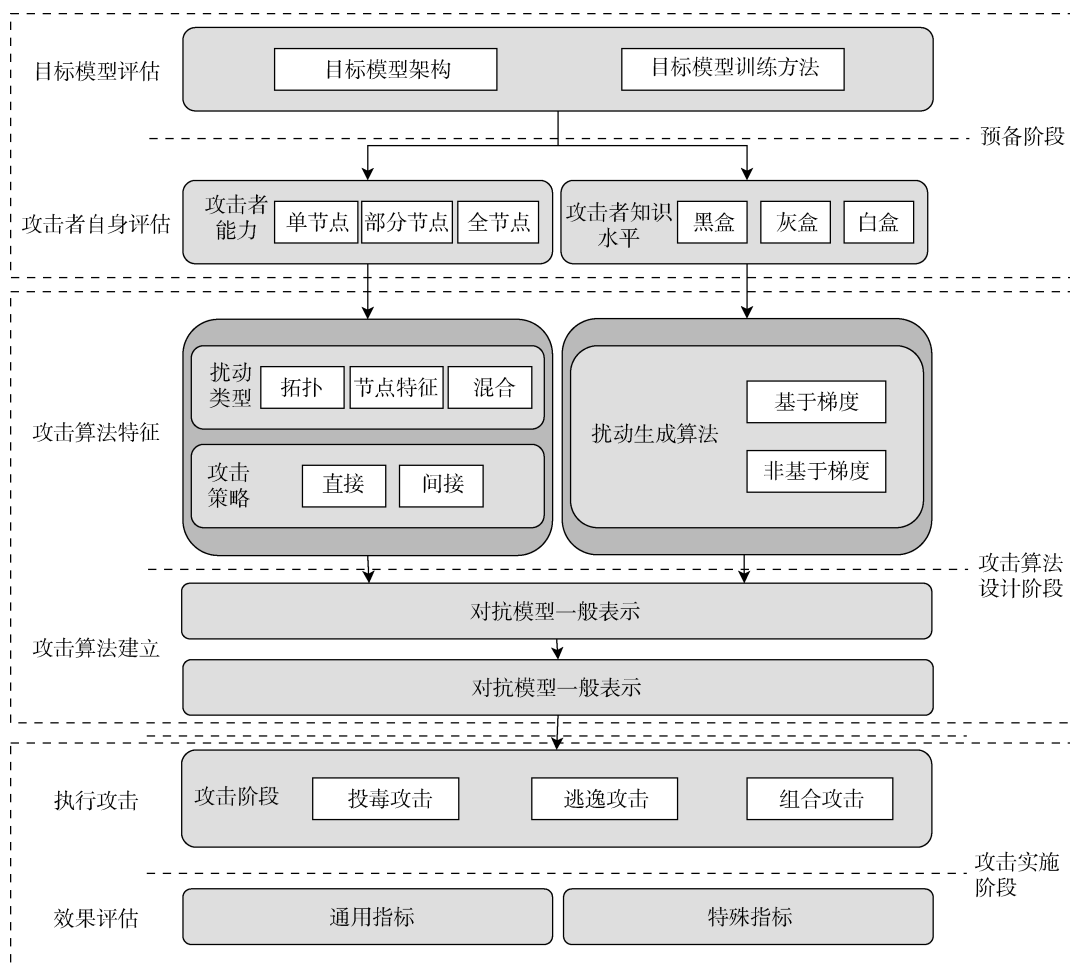 目标模型评估
目标模型架构
目标模型训练方法
预备阶段
攻击者自身评估
攻击者
能力
单节点
部分节点
全节点
攻击者知识
水平
黑盒
灰盒
白盒
攻击算法特征
扰动
类型
拓扑
节点特征
混合
攻击
策略
直接
间接
扰动生成算法
基于梯度
非基于梯度
攻击算法
设计阶段
攻击算法建立
对抗模型一般表示
对抗模型一般表示
执行攻击
攻击阶段
投毒攻击
逃逸攻击
组合攻击
攻击实施
阶段
效果评估
通用指标
特殊指标